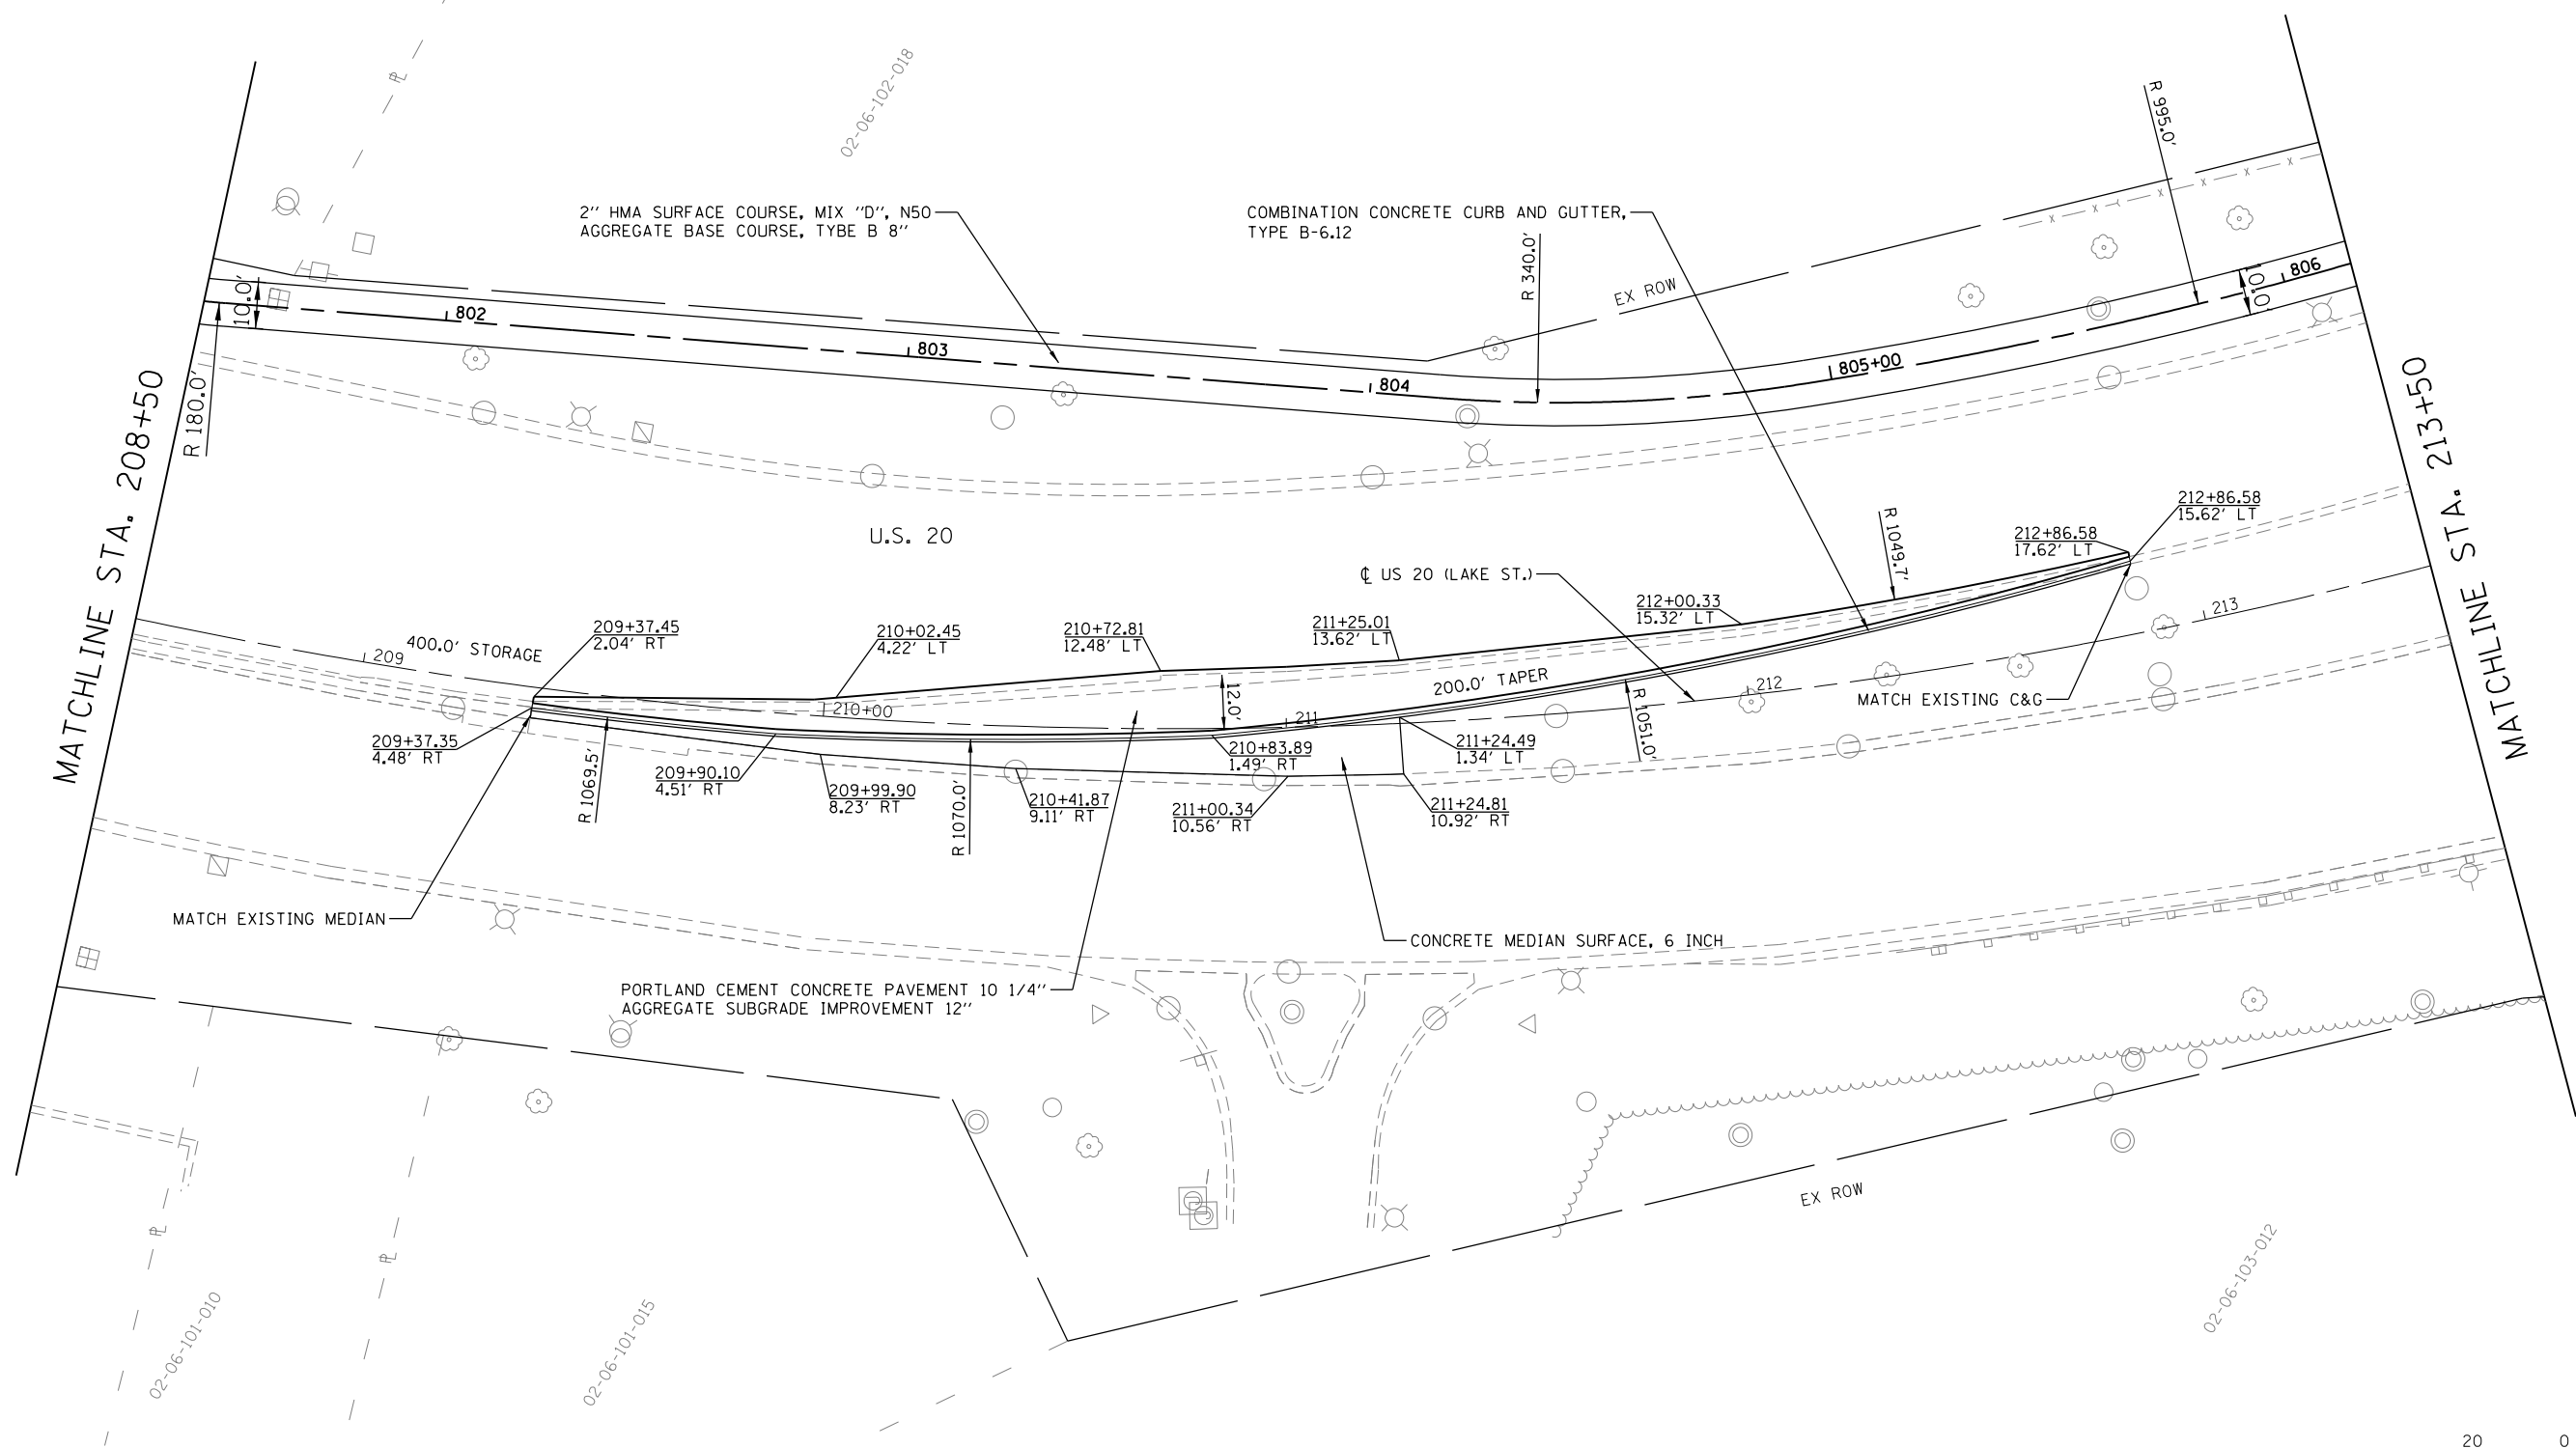 02-06-102-018
R 995.0'
2" HMA SURFACE COURSE, MIX "D", N50
AGGREGATE BASE COURSE, TYBE B 8"
COMBINATION CONCRETE CURB AND GUTTER,
TYPE B-6.12
R 340.0'
EX ROW
10.0'
10.0'
802
803
804
805+00
806
R 180.0'
MATCHLINE STA. 208+50
MATCHLINE STA. 213+50
U.S. 20
212+86.58
15.62' LT
212+86.58
17.62' LT
R 1049.7'
℄ US 20 (LAKE ST.)
212+00.33
15.32' LT
211+25.01
13.62' LT
210+72.81
12.48' LT
210+02.45
4.22' LT
209+37.45
2.04' RT
400.0' STORAGE
209
210+00
211
212
213
12.0'
200.0' TAPER
MATCH EXISTING C&G
R 1051.0'
209+37.35
4.48' RT
R 1069.5'
209+90.10
4.51' RT
209+99.90
8.23' RT
R 1070.0'
210+41.87
9.11' RT
210+83.89
1.49' RT
211+00.34
10.56' RT
211+24.49
1.34' LT
211+24.81
10.92' RT
MATCH EXISTING MEDIAN
CONCRETE MEDIAN SURFACE, 6 INCH
PORTLAND CEMENT CONCRETE PAVEMENT 10 1/4"
AGGREGATE SUBGRADE IMPROVEMENT 12"
EX ROW
02-06-101-010
02-06-101-015
02-06-103-012
20 0